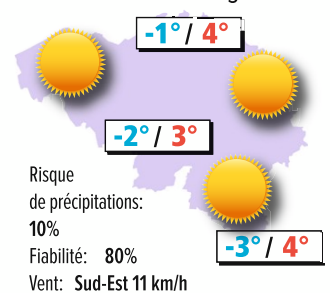 -1° / 4°
-2° / 3°
Risque
de précipitations:
10%
Fiabilité: 80%
-3° / 4°
Vent: Sud-Est 11 km/h